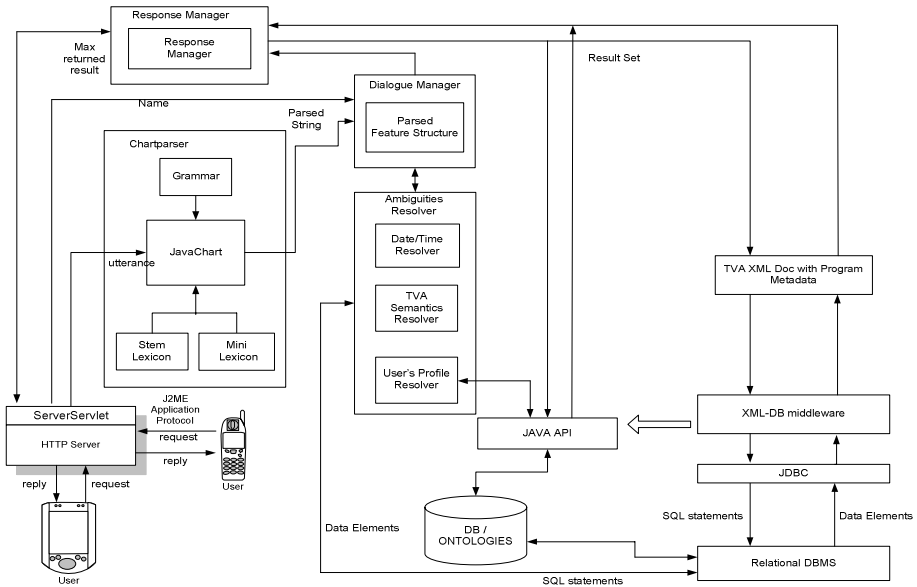 Response Manager
Response
Manager
Max
returned
result
Result Set
Name
Dialogue Manager
Parsed
Feature Structure
Parsed
String
Chartparser
Grammar
JavaChart
utterance
Stem
Lexicon
Mini
Lexicon
Ambiguities
Resolver
Date/Time
Resolver
TVA
Semantics
Resolver
User's Profile
Resolver
TVA XML Doc with Program
Metadata
XML-DB middleware
JAVA API
JDBC
ServerServlet
HTTP Server
J2ME
Application
Protocol
request
reply
User
reply
request
User
SQL statements
Data Elements
Data Elements
DB /
ONTOLOGIES
Relational DBMS
SQL statements